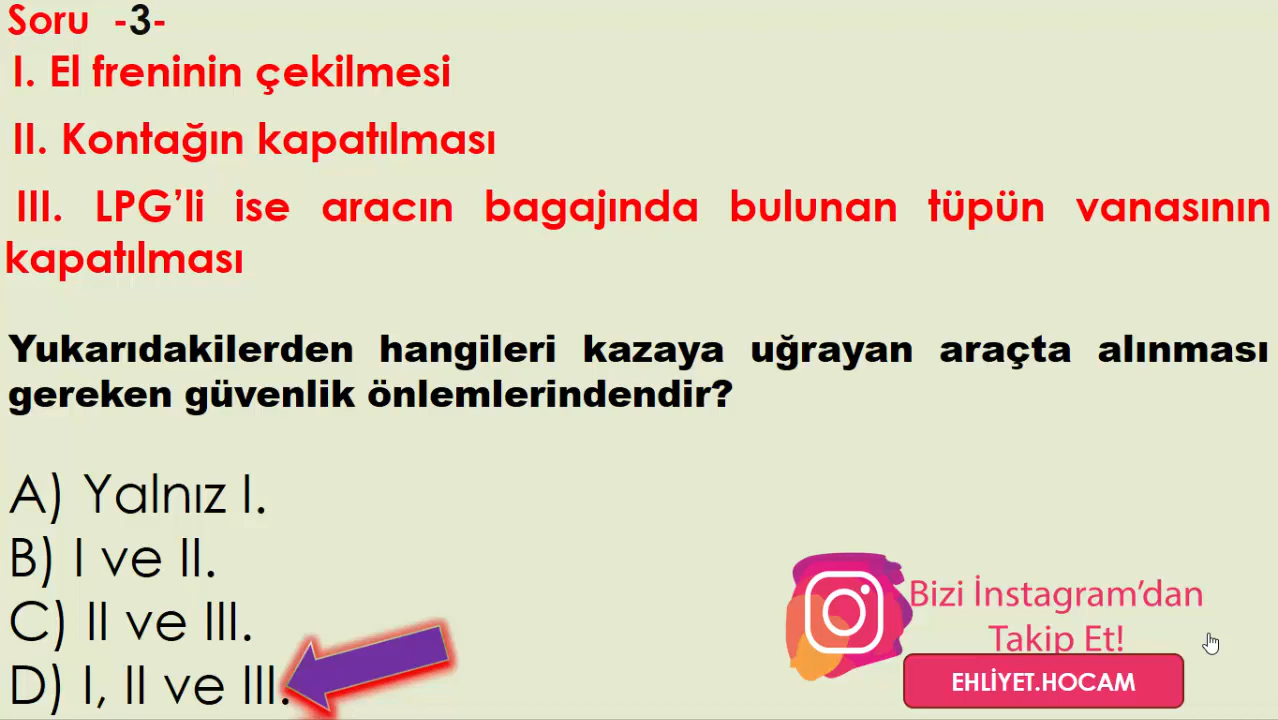 Soru -3-
I. El freninin çekilmesi
II. Kontağın kapatılması
III. LPG’li ise aracın bagajında bulunan tüpün vanasının
kapatılması
Yukarıdakilerden hangileri kazaya uğrayan araçta alınması
gereken güvenlik önlemlerindendir?
A) Yalnız I.
B) I ve II.
C) II ve III.
D) I, II ve III.
Bizi İnstagram’dan
Takip Et!
EHLİYET.HOCAM